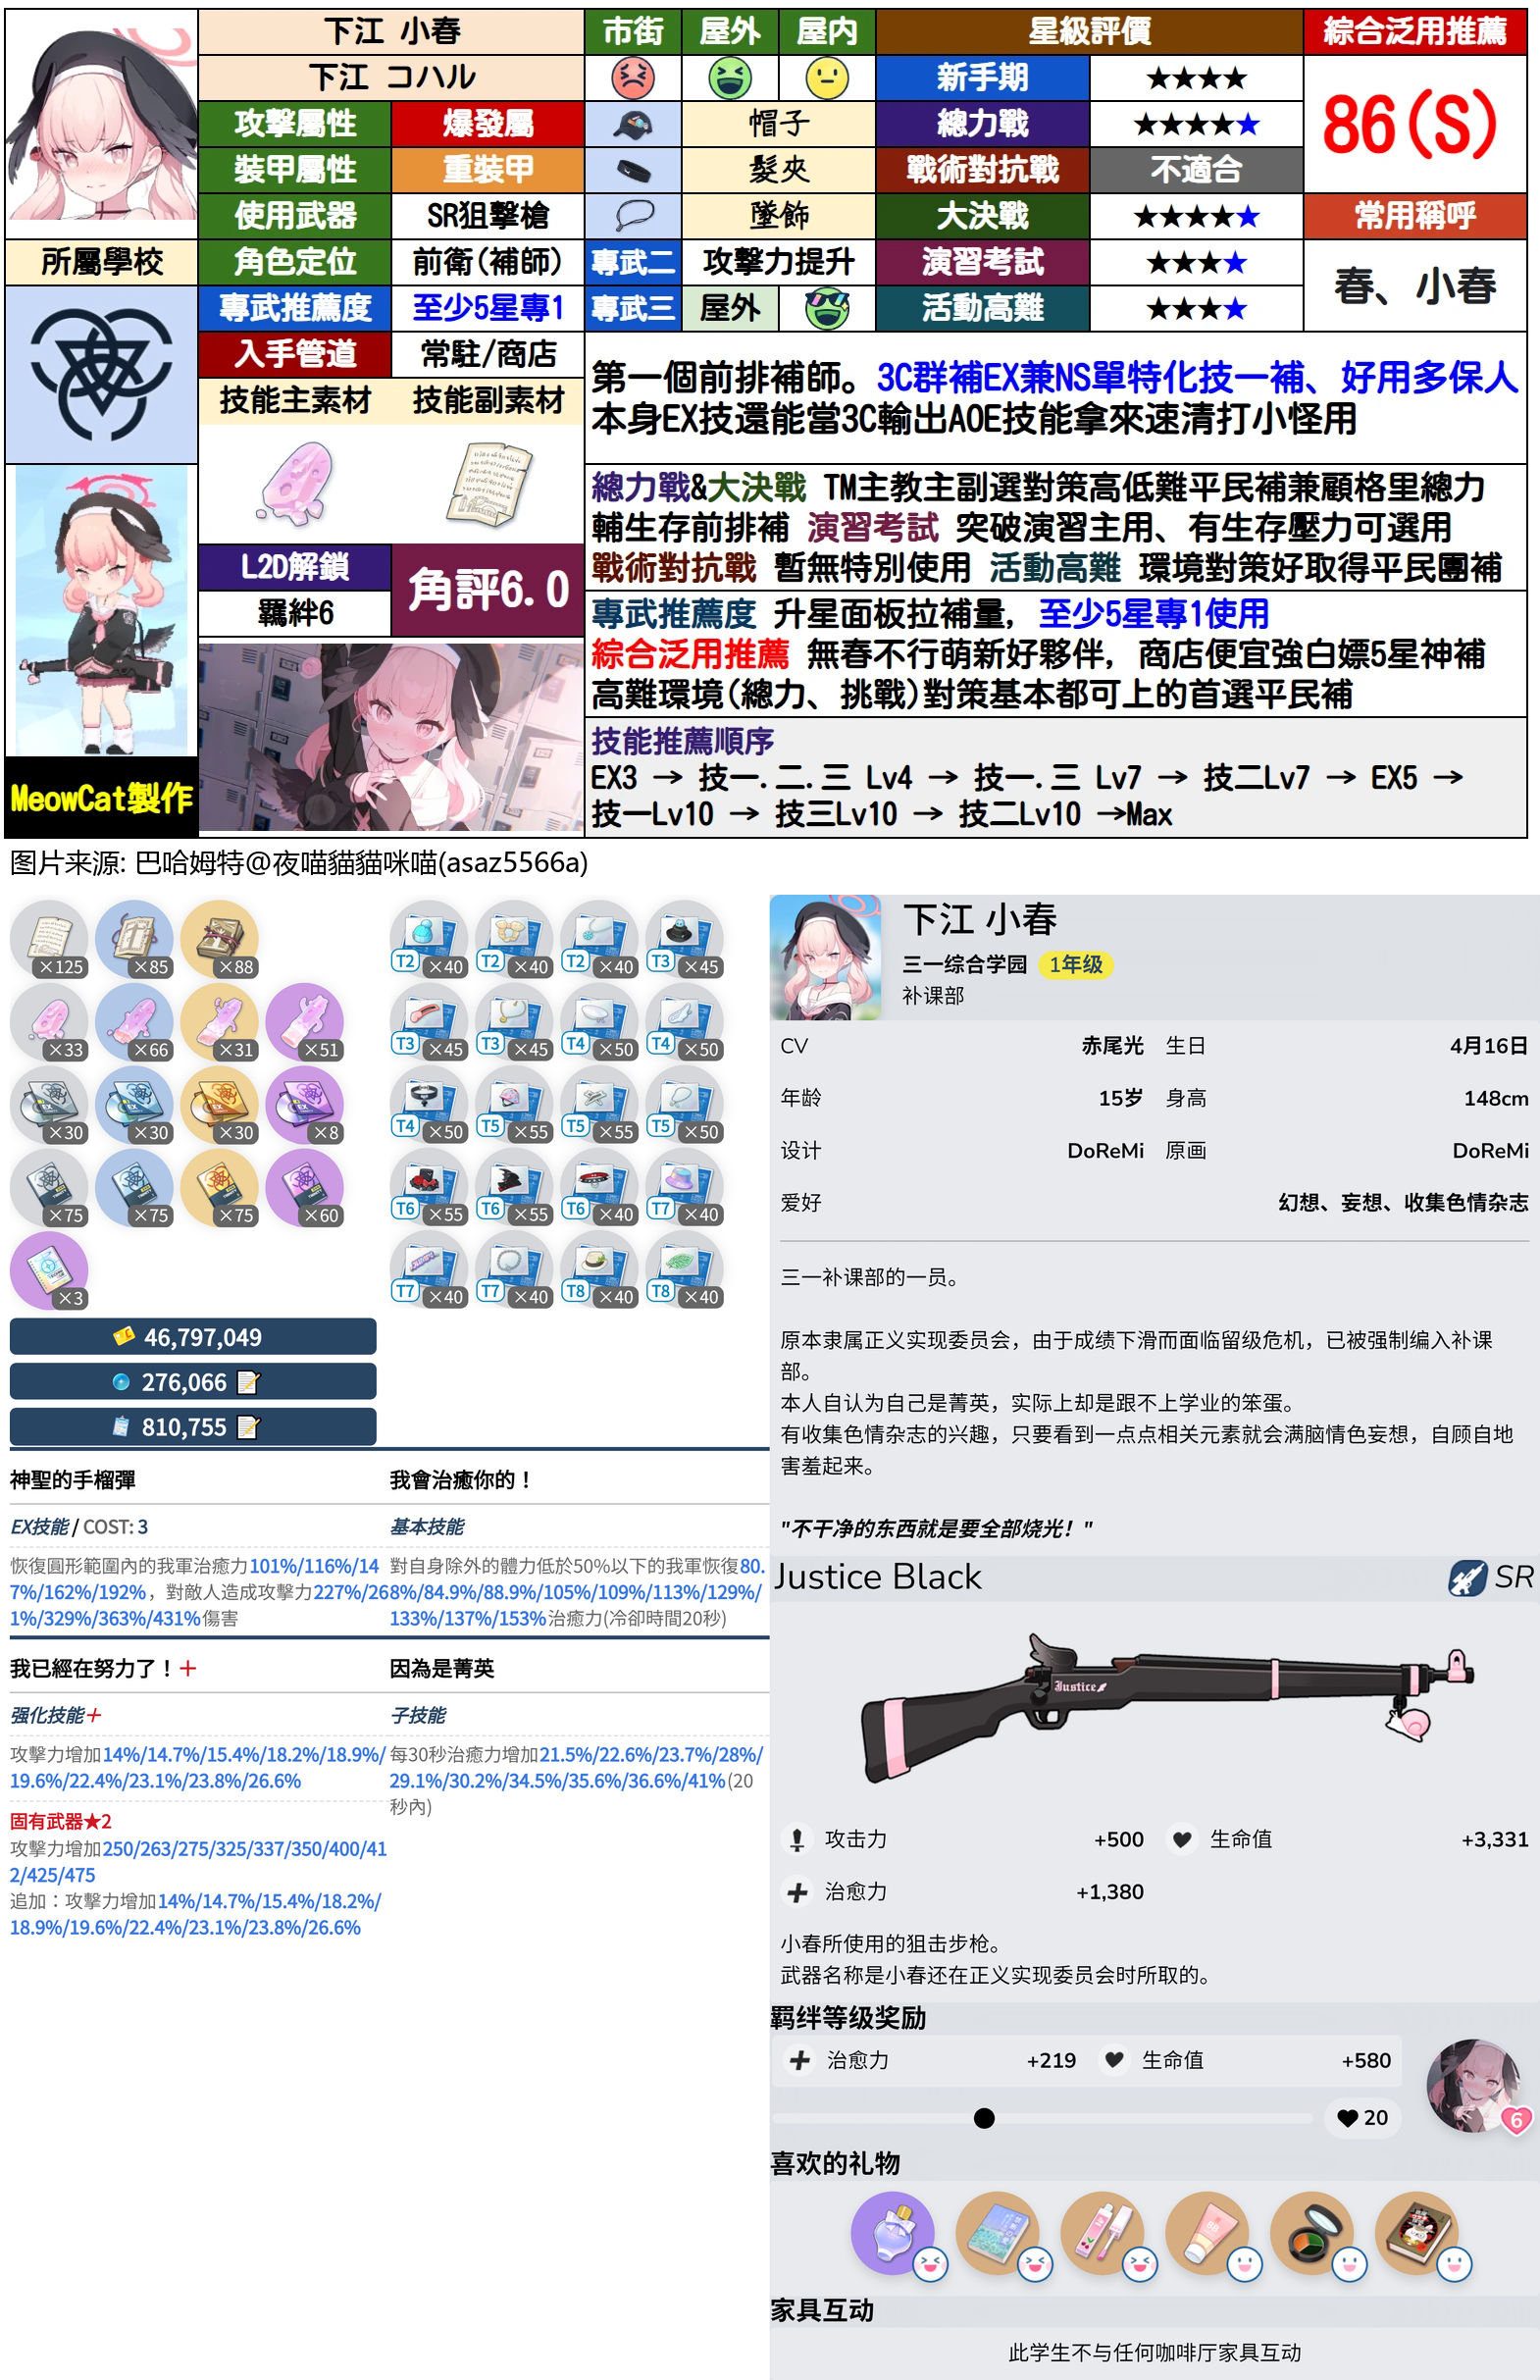 下江 小春
市街 屋外 屋内
星級評價
綜合泛用推薦
下江 コハル
新手期 ★★★★
86(S)
攻擊屬性 爆發屬
帽子
總力戰 ★★★★★
裝甲屬性 重裝甲
髮夾
戰術對抗戰 不適合
使用武器 SR狙擊槍
墜飾
大決戰 ★★★★★
常用稱呼
所屬學校
角色定位 前衛(補師)
專武二 攻擊力提升
演習考試 ★★★★
春、小春
專武推薦度 至少5星專1
專武三 屋外
活動高難 ★★★★
入手管道 常駐/商店
技能主素材 技能副素材
第一個前排補師。3C群補EX兼NS單特化技一補、好用多保人
本身EX技還能當3C輸出AOE技能拿來速清打小怪用
總力戰&大決戰 TM主教主副選對策高低難平民補兼顧格里總力
輔生存前排補 演習考試 突破演習主用、有生存壓力可選用
戰術對抗戰 暫無特別使用 活動高難 環境對策好取得平民團補
L2D解鎖
角評6.0
羈絆6
專武推薦度 升星面板拉補量, 至少5星專1使用
綜合泛用推薦 無春不行萌新好夥伴, 商店便宜強白嫖5星神補
高難環境(總力、挑戰)對策基本都可上的首選平民補
技能推薦順序
EX3 → 技一.二.三 Lv4 → 技一.三 Lv7 → 技二Lv7 → EX5 →
技一Lv10 → 技三Lv10 → 技二Lv10 →Max
MeowCat製作
图片来源: 巴哈姆特@夜喵貓貓咪喵(asaz5566a)
×125 ×85 ×88
×33 ×66 ×31 ×51
EX ×30 EX ×30 EX ×30 EX ×8
×75 ×75 ×75 ×60
×3
46,797,049
276,066
810,755
T2 ×40 T2 ×40 T2 ×40 T3 ×45
T3 ×45 T3 ×45 T4 ×50 T4 ×50
T4 ×50 T5 ×55 T5 ×55 T5 ×50
T6 ×55 T6 ×55 T6 ×40 T7 ×40
T7 ×40 T7 ×40 T8 ×40 T8 ×40
神聖的手榴彈
EX技能 / COST: 3
恢復圓形範圍內的我軍治癒力101%/116%/14
7%/162%/192%，對敵人造成攻擊力227%/26
1%/329%/363%/431%傷害
我會治癒你的！
基本技能
對自身除外的體力低於50%以下的我軍恢復80.
8%/84.9%/88.9%/105%/109%/113%/129%/
133%/137%/153%治癒力(冷卻時間20秒)
我已經在努力了！+
强化技能+
攻擊力增加14%/14.7%/15.4%/18.2%/18.9%/
19.6%/22.4%/23.1%/23.8%/26.6%
固有武器★2
攻擊力增加250/263/275/325/337/350/400/41
2/425/475
追加：攻擊力增加14%/14.7%/15.4%/18.2%/
18.9%/19.6%/22.4%/23.1%/23.8%/26.6%
因為是菁英
子技能
每30秒治癒力增加21.5%/22.6%/23.7%/28%/
29.1%/30.2%/34.5%/35.6%/36.6%/41%(20
秒內)
下江 小春
三一综合学园 1年级
补课部
CV 赤尾光 生日 4月16日
年龄 15岁 身高 148cm
设计 DoReMi 原画 DoReMi
爱好 幻想、妄想、收集色情杂志
三一补课部的一员。
原本隶属正义实现委员会，由于成绩下滑而面临留级危机，已被强制编入补课
部。
本人自认为自己是菁英，实际上却是跟不上学业的笨蛋。
有收集色情杂志的兴趣，只要看到一点点相关元素就会满脑情色妄想，自顾自地
害羞起来。
"不干净的东西就是要全部烧光！"
Justice Black SR
Justice
攻击力 +500 生命值 +3,331
治愈力 +1,380
小春所使用的狙击步枪。
武器名称是小春还在正义实现委员会时所取的。
羁绊等级奖励
治愈力 +219 生命值 +580
20
6
喜欢的礼物
家具互动
此学生不与任何咖啡厅家具互动